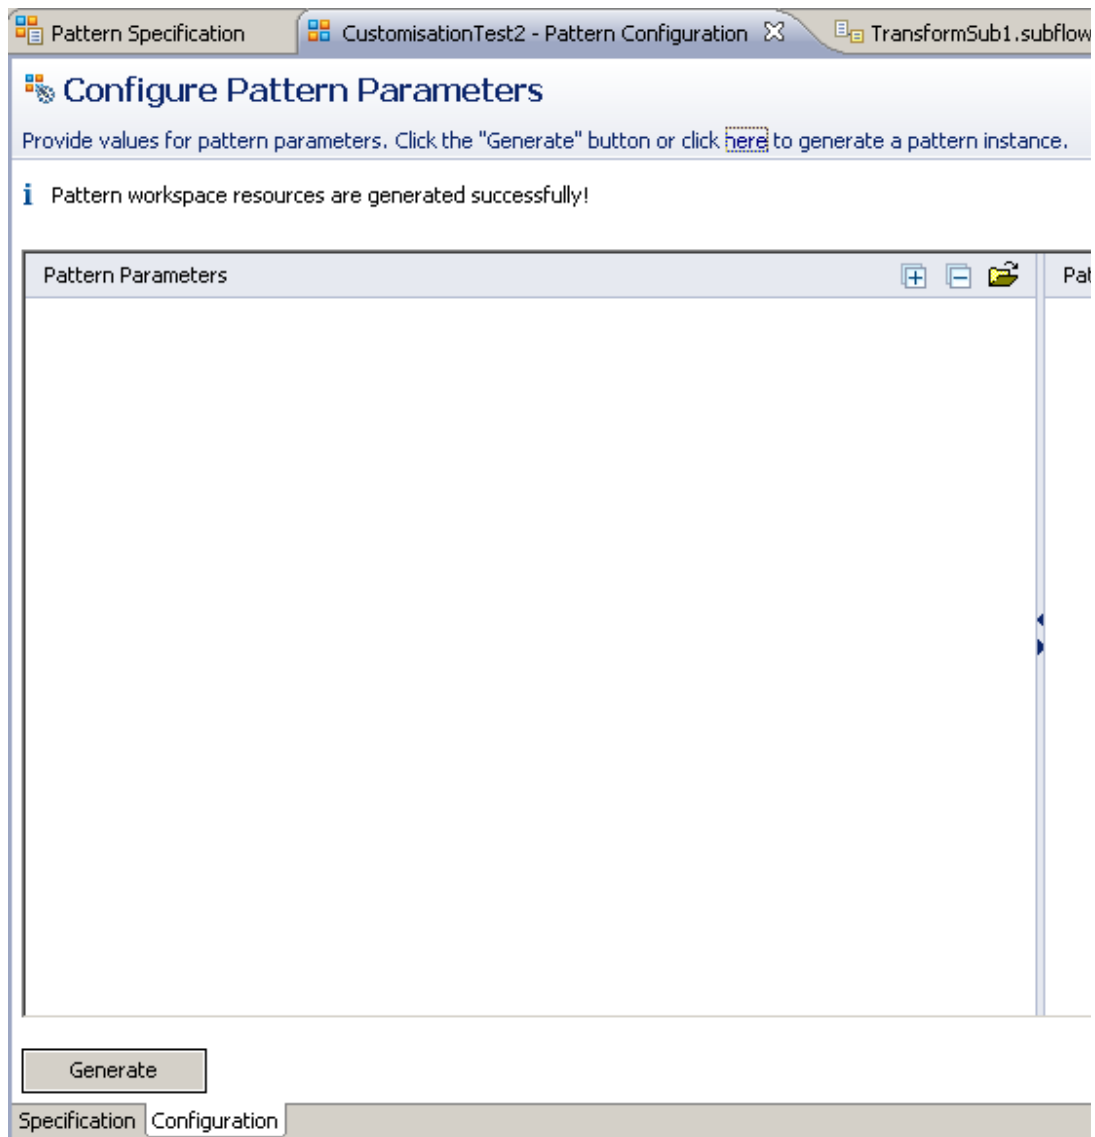 Pattern Specification
CustomisationTest2 - Pattern Configuration
TransformSub1.subflow
Configure Pattern Parameters
Provide values for pattern parameters. Click the "Generate" button or click here to generate a pattern instance.
Pattern workspace resources are generated successfully!
Pattern Parameters
Pat
Generate
Specification
Configuration